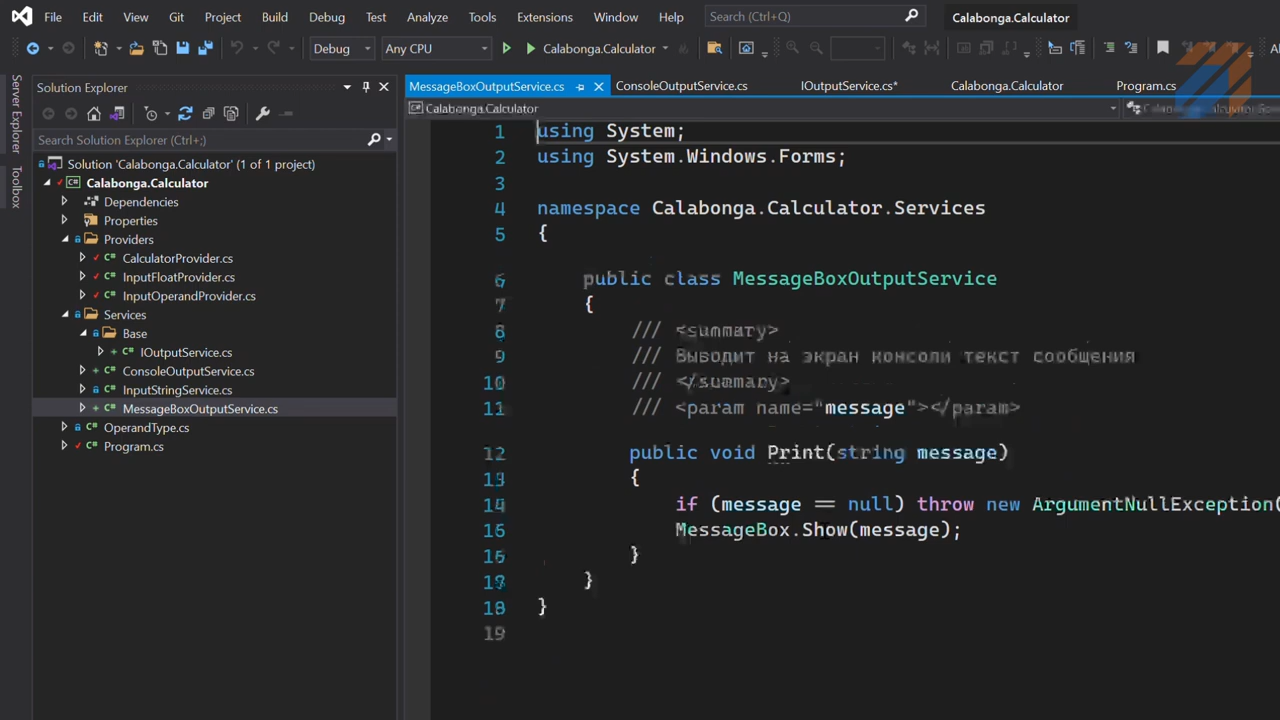 File Edit View Git Project Build Debug Test Analyze Tools Extensions Window Help Search (Ctrl+Q) Calabonga.Calculator
Debug Any CPU Calabonga.Calculator
Server Explorer
Toolbox
Solution Explorer
Search Solution Explorer (Ctrl+;)
Solution 'Calabonga.Calculator' (1 of 1 project)
Calabonga.Calculator
Dependencies
Properties
Providers
CalculatorProvider.cs
InputFloatProvider.cs
InputOperandProvider.cs
Services
Base
IOutputService.cs
ConsoleOutputService.cs
InputStringService.cs
MessageBoxOutputService.cs
OperandType.cs
Program.cs
MessageBoxOutputService.cs ConsoleOutputService.cs IOutputService.cs* Calabonga.Calculator Program.cs
Calabonga.Calculator
1 using System;
2 using System.Windows.Forms;
3
4 namespace Calabonga.Calculator.Services
5 {
6 public class MessageBoxOutputService
7 {
8 /// <summary>
9 /// Выводит на экран консоли текст сообщения
10 /// </summary>
11 /// <param name="message"></param>
12 public void Print(string message)
13 {
14 if (message == null) throw new ArgumentNullException(
15 MessageBox.Show(message);
16 }
17 }
18 }
19